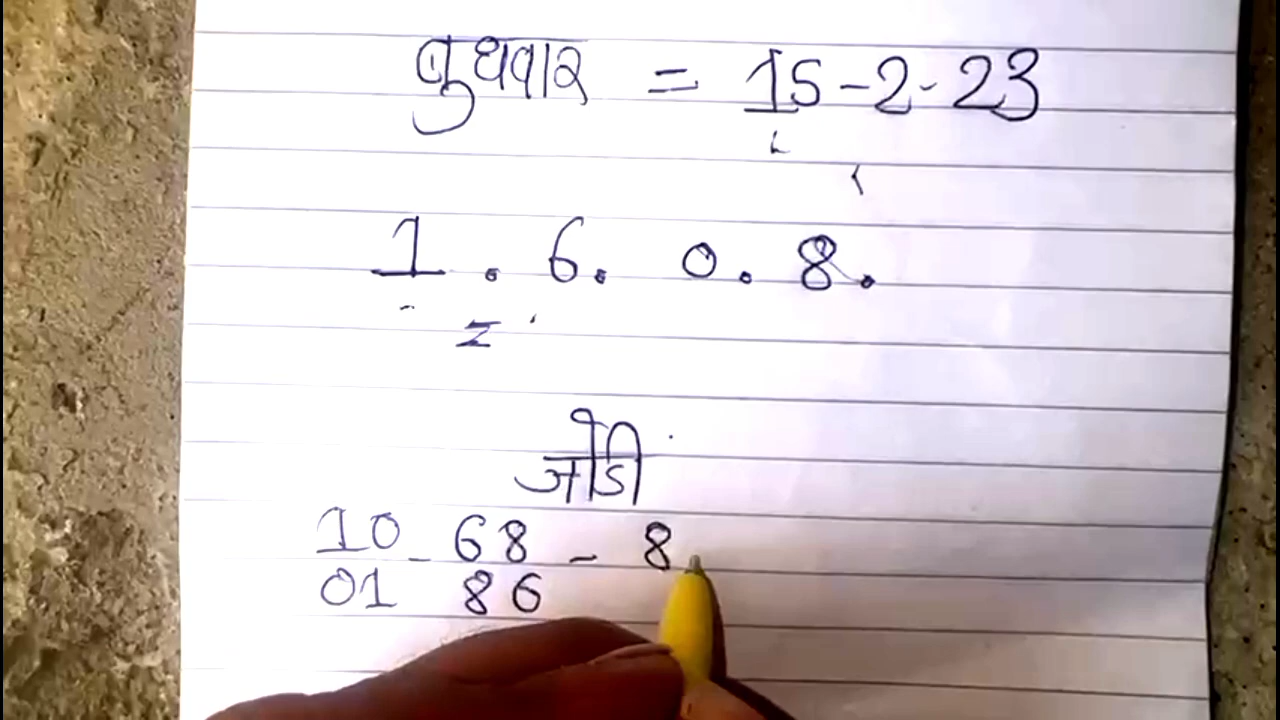 बुधवार = 15-2-23
1. 6. 0. 8.
जोडी
10 - 68 - 8
01 86